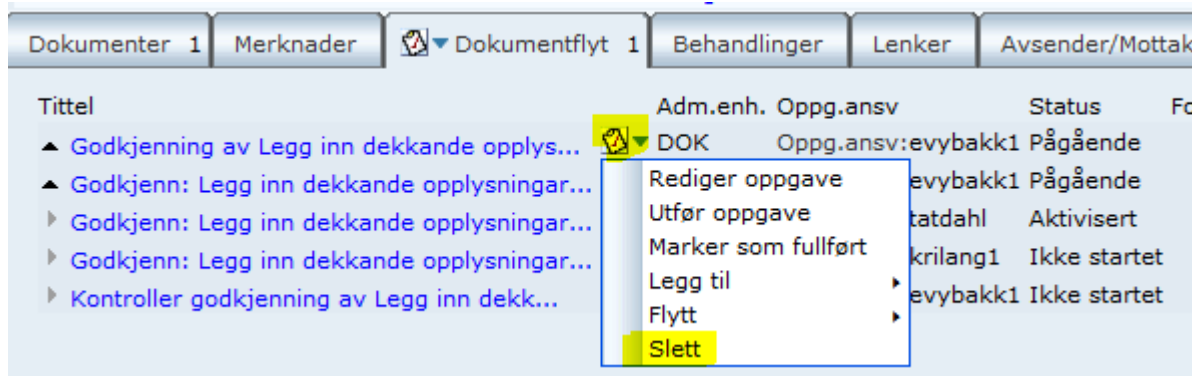 Dokumenter 1 Merknader Dokumentflyt 1 Behandlinger Lenker Avsender/Mottak
Tittel Adm.enh. Oppg.ansv Status Fo
Godkjenning av Legg inn dekkande opplys... DOK Oppg.ansv:evybakk1 Pågående
Godkjenn: Legg inn dekkande opplysningar... evybakk1 Pågående
Godkjenn: Legg inn dekkande opplysningar... tatdahl Aktivisert
Godkjenn: Legg inn dekkande opplysningar... krilang1 Ikke startet
Kontroller godkjenning av Legg inn dekk... evybakk1 Ikke startet
Rediger oppgave
Utfør oppgave
Marker som fullført
Legg til
Flytt
Slett